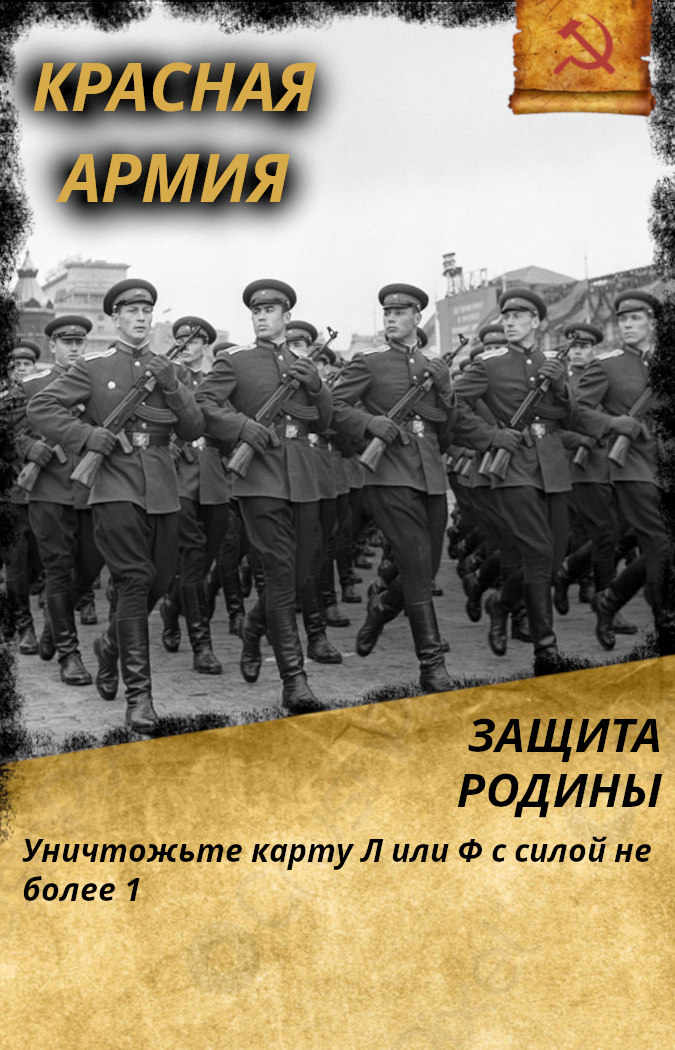 КРАСНАЯ
АРМИЯ
ЗАЩИТА
РОДИНЫ
Уничтожьте карту Л или Ф с силой не
более 1